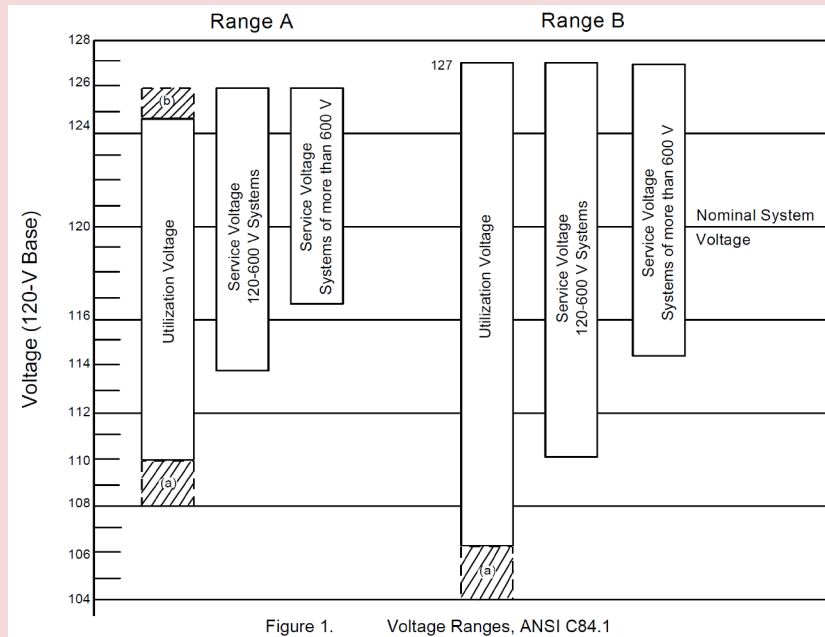 Range A
Range B
128
126
124
120
116
114
112
110
108
106
104
Voltage (120-V Base)
(b)
Utilization Voltage
(a)
Service Voltage
120-600 V Systems
Service Voltage
Systems of more than 600 V
127
Utilization Voltage
(a)
Service Voltage
120-600 V Systems
Service Voltage
Systems of more than 600 V
Nominal System
Voltage
Figure 1. Voltage Ranges, ANSI C84.1